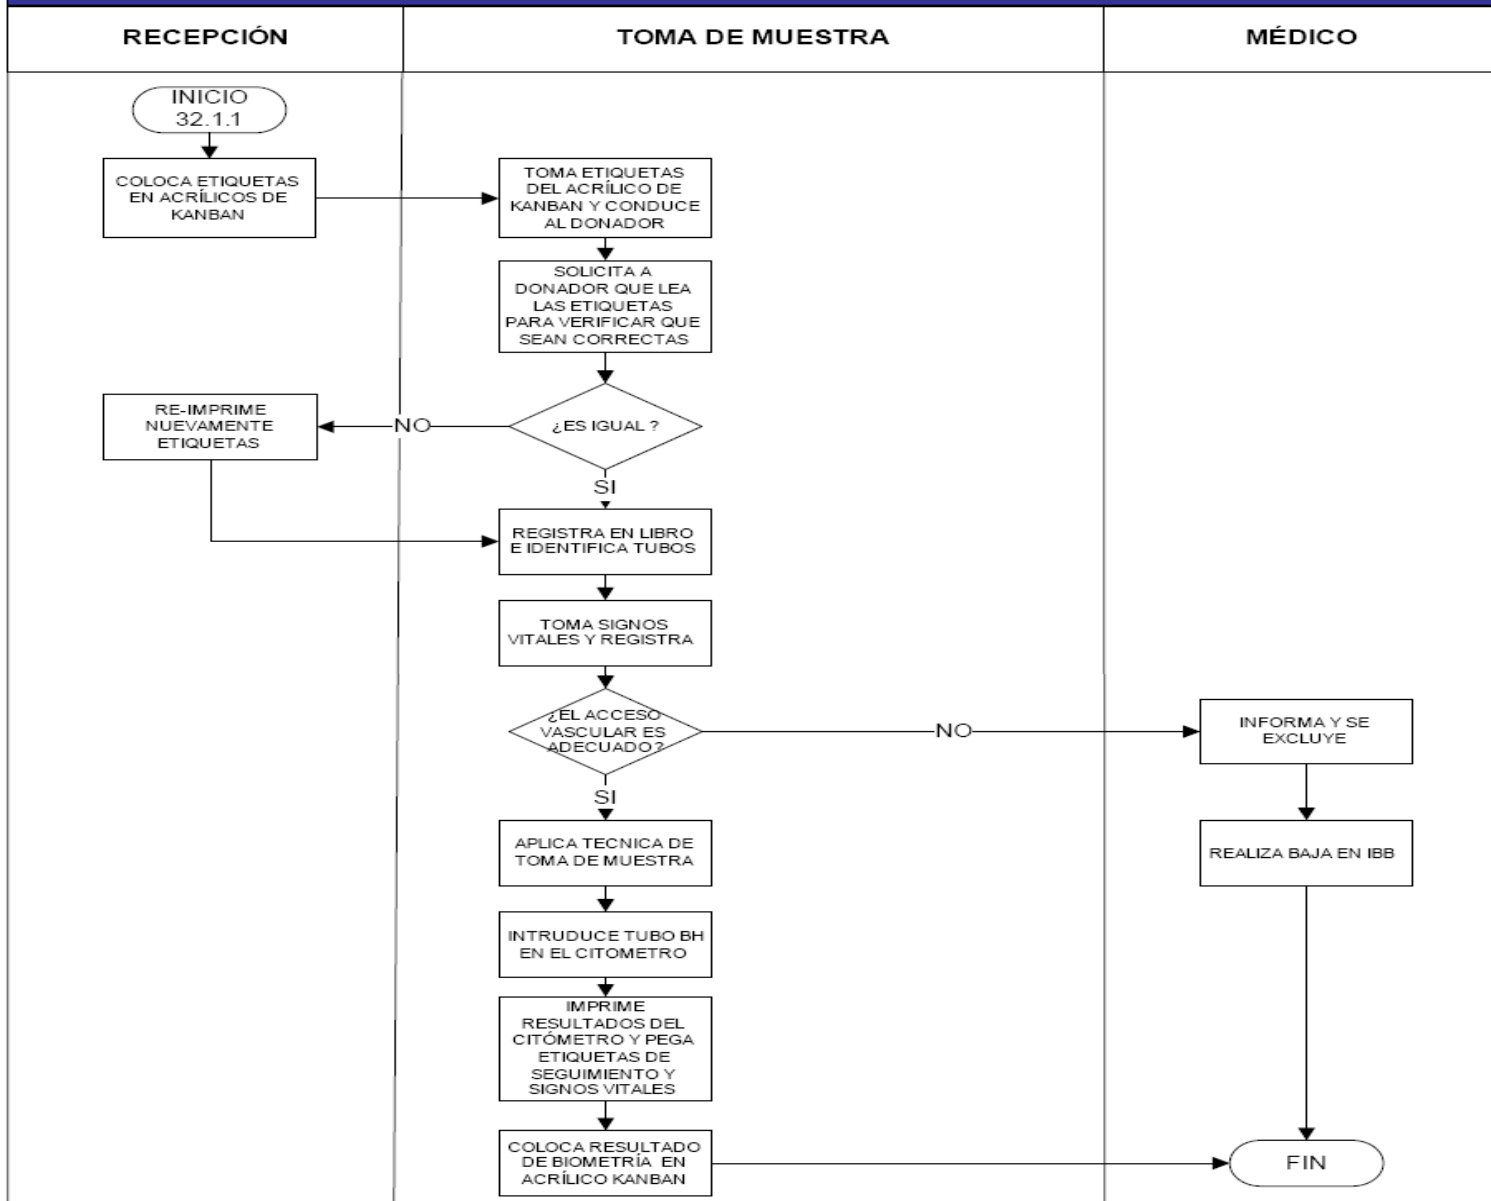 RECEPCIÓN
TOMA DE MUESTRA
MÉDICO
INICIO
32.1.1
COLOCA ETIQUETAS
EN ACRÍLICOS DE
KANBAN
TOMA ETIQUETAS
DEL ACRÍLICO DE
KANBAN Y CONDUCE
AL DONADOR
SOLICITA A
DONADOR QUE LEA
LAS ETIQUETAS
PARA VERIFICAR QUE
SEAN CORRECTAS
¿ES IGUAL ?
NO
RE-IMPRIME
NUEVAMENTE
ETIQUETAS
SI
REGISTRA EN LIBRO
E IDENTIFICA TUBOS
TOMA SIGNOS
VITALES Y REGISTRA
¿EL ACCESO
VASCULAR ES
ADECUADO?
NO
INFORMA Y SE
EXCLUYE
REALIZA BAJA EN IBB
SI
APLICA TECNICA DE
TOMA DE MUESTRA
INTRUDUCE TUBO BH
EN EL CITOMETRO
IMPRIME
RESULTADOS DEL
CITÓMETRO Y PEGA
ETIQUETAS DE
SEGUIMIENTO Y
SIGNOS VITALES
COLOCA RESULTADO
DE BIOMETRÍA EN
ACRÍLICO KANBAN
FIN